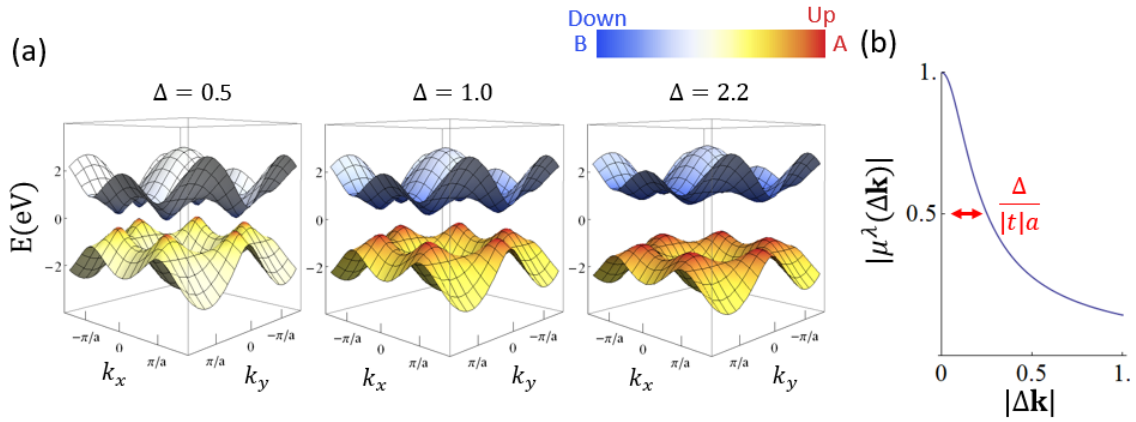 (a)
Down
Up
B
A
(b)
Δ = 0.5
Δ = 1.0
Δ = 2.2
E(eV)
2
0
−2
−π/a
0
π/a
k_x
π/a
0
−π/a
k_y
2
0
−2
−π/a
0
π/a
k_x
π/a
0
−π/a
k_y
2
0
−2
−π/a
0
π/a
k_x
π/a
0
−π/a
k_y
|μ^λ(Δk)|
1.
0.5
Δ
|t|a
0
0.5
1.
|Δk|